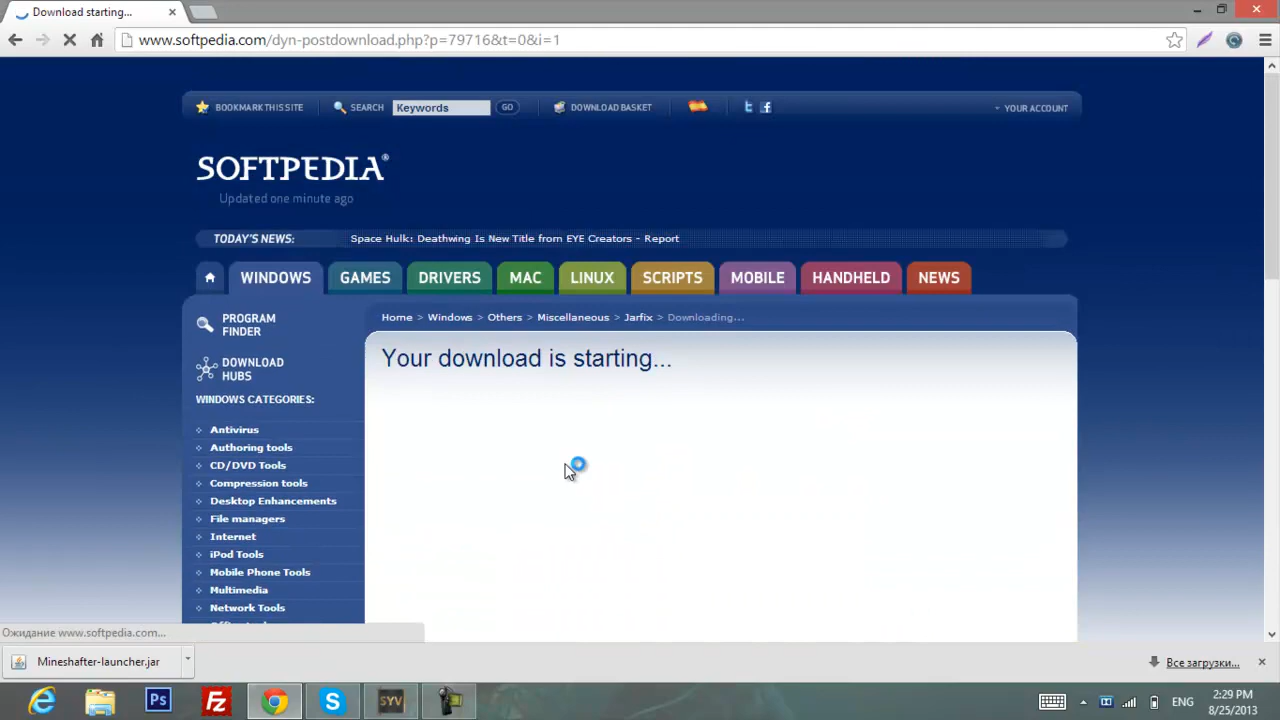 Download starting...
www.softpedia.com/dyn-postdownload.php?p=79716&t=0&i=1
BOOKMARK THIS SITE
SEARCH
Keywords
GO
DOWNLOAD BASKET
YOUR ACCOUNT
SOFTPEDIA®
Updated one minute ago
TODAY'S NEWS:
Space Hulk: Deathwing Is New Title from EYE Creators - Report
WINDOWS
GAMES
DRIVERS
MAC
LINUX
SCRIPTS
MOBILE
HANDHELD
NEWS
PROGRAM
FINDER
DOWNLOAD
HUBS
WINDOWS CATEGORIES:
Antivirus
Authoring tools
CD/DVD Tools
Compression tools
Desktop Enhancements
File managers
Internet
iPod Tools
Mobile Phone Tools
Multimedia
Network Tools
Home > Windows > Others > Miscellaneous > Jarfix > Downloading...
Your download is starting...
Ожидание www.softpedia.com...
Mineshafter-launcher.jar
Все загрузки...
Ps
Fz
SYV
ENG
2:29 PM
8/25/2013